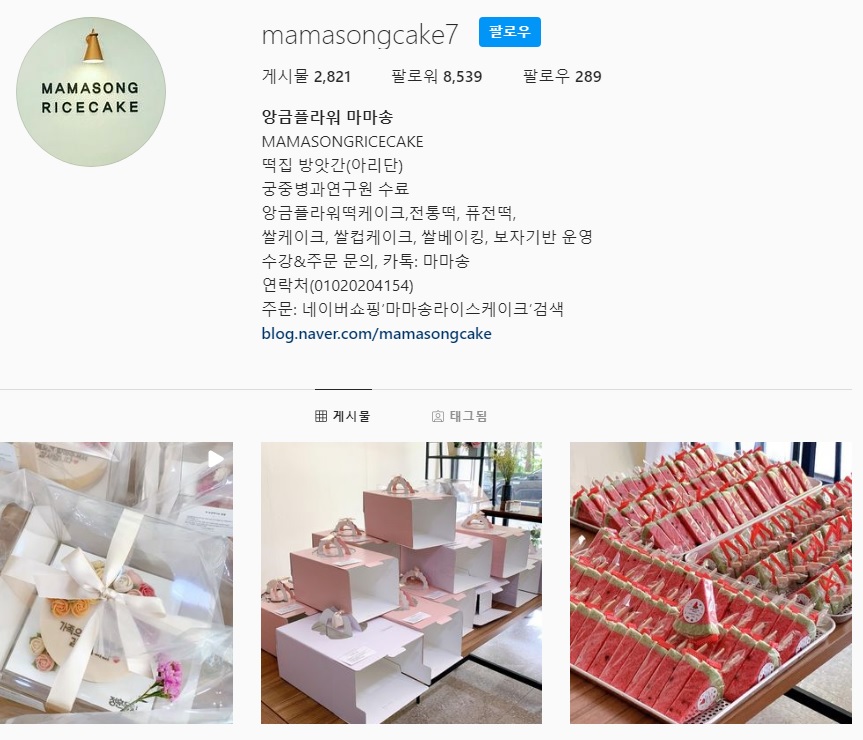 MAMASONG
RICECAKE
mamasongcake7
팔로우
게시물 2,821 팔로워 8,539 팔로우 289
앙금플라워 마마송
MAMASONGRICECAKE
떡집 방앗간(아리단)
궁중병과연구원 수료
앙금플라워떡케이크,전통떡, 퓨전떡,
쌀케이크, 쌀컵케이크, 쌀베이킹, 보자기반 운영
수강&주문 문의, 카톡: 마마송
연락처(01020204154)
주문: 네이버쇼핑'마마송라이스케이크'검색
blog.naver.com/mamasongcake
게시물 태그됨